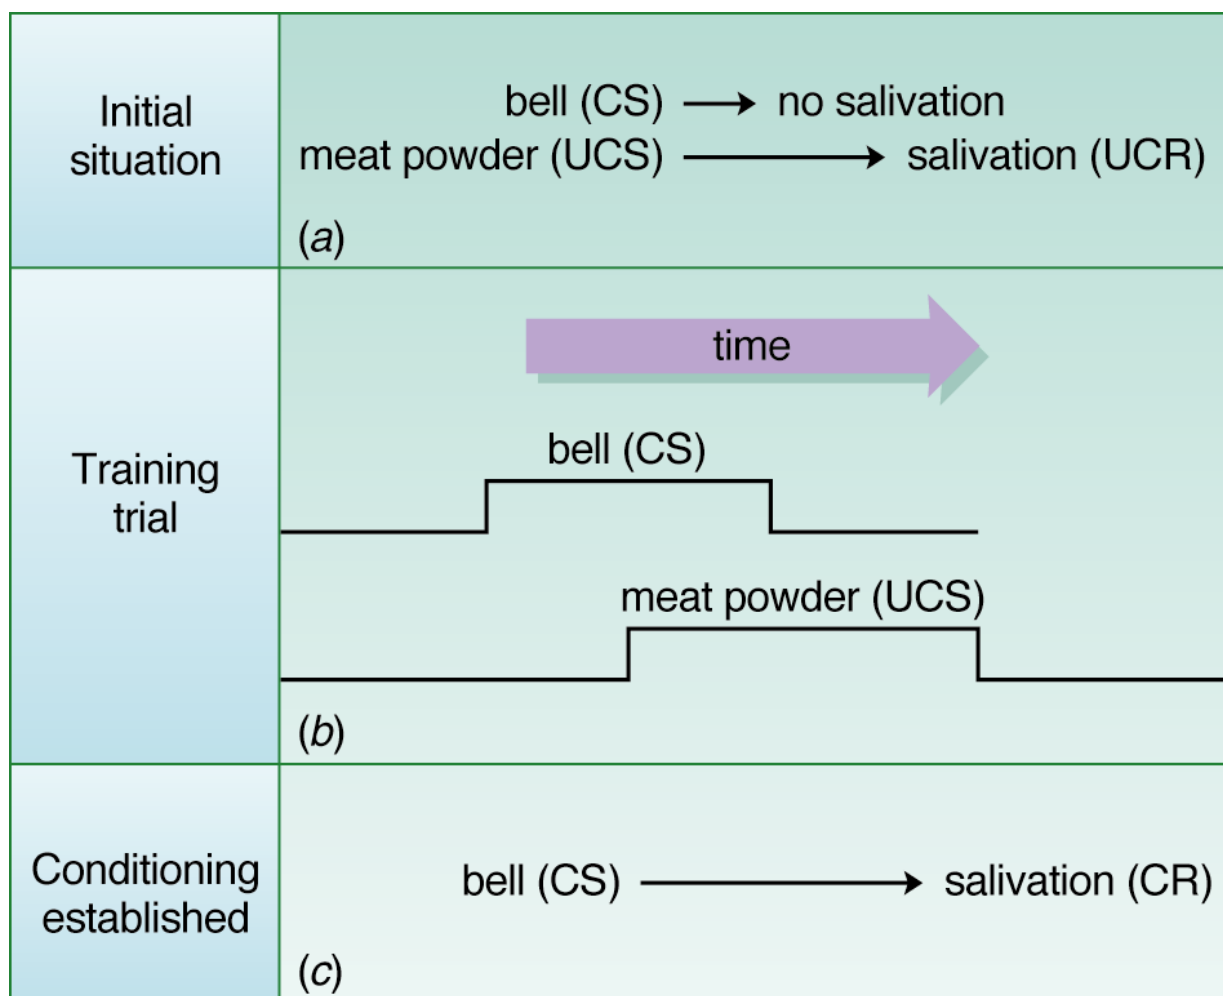 Initial
situation
bell (CS) → no salivation
meat powder (UCS) → salivation (UCR)
(a)
Training
trial
time
bell (CS)
meat powder (UCS)
(b)
Conditioning
established
bell (CS) → salivation (CR)
(c)